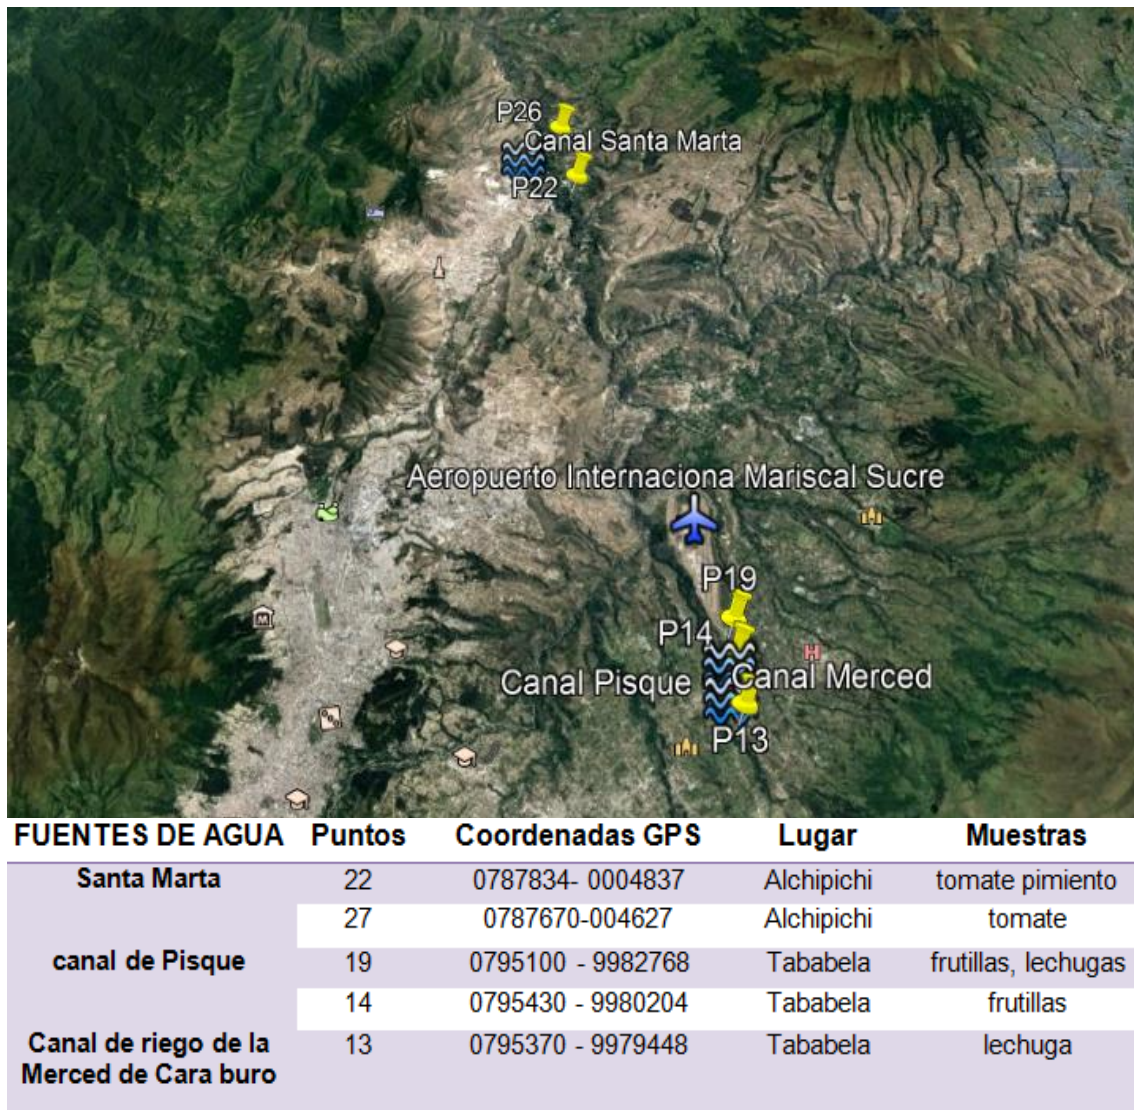 P26
Canal Santa Marta
P22
Aeropuerto Internaciona Mariscal Sucre
P19
P14
Canal Pisque
Canal Merced
P13
FUENTES DE AGUA Puntos Coordenadas GPS Lugar Muestras
Santa Marta 22 0787834- 0004837 Alchipichi tomate pimiento
27 0787670-004627 Alchipichi tomate
canal de Pisque 19 0795100 - 9982768 Tababela frutillas, lechugas
14 0795430 - 9980204 Tababela frutillas
Canal de riego de la 13 0795370 - 9979448 Tababela lechuga
Merced de Cara buro